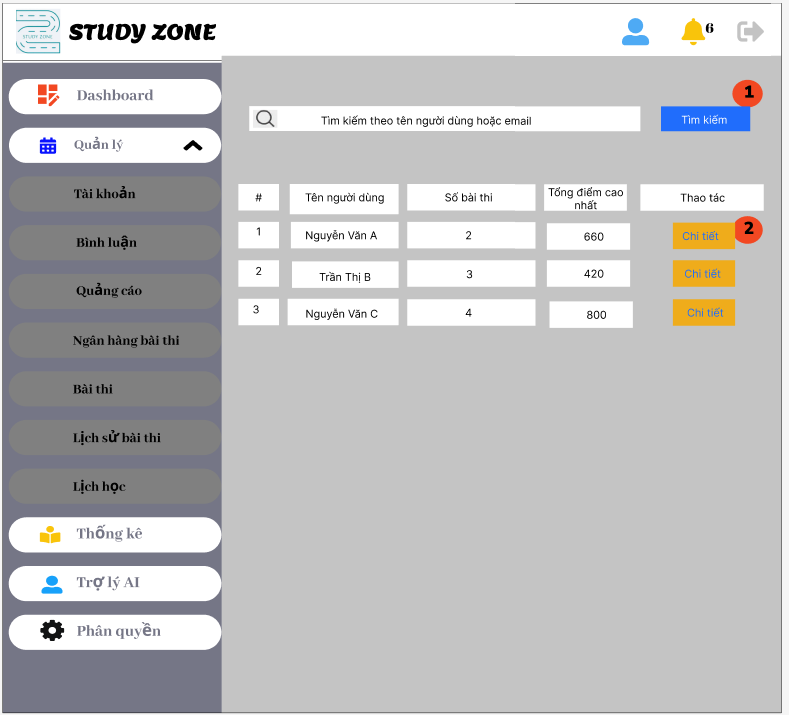 STUDY ZONE
STUDY ZONE
6
Dashboard
Quản lý
Tài khoản
Bình luận
Quảng cáo
Ngân hàng bài thi
Bài thi
Lịch sử bài thi
Lịch học
Thống kê
Trợ lý AI
Phân quyền
1
Tìm kiếm theo tên người dùng hoặc email
Tìm kiếm
# Tên người dùng Số bài thi Tổng điểm cao nhất Thao tác
1 Nguyễn Văn A 2 660 Chi tiết 2
2 Trần Thị B 3 420 Chi tiết
3 Nguyễn Văn C 4 800 Chi tiết